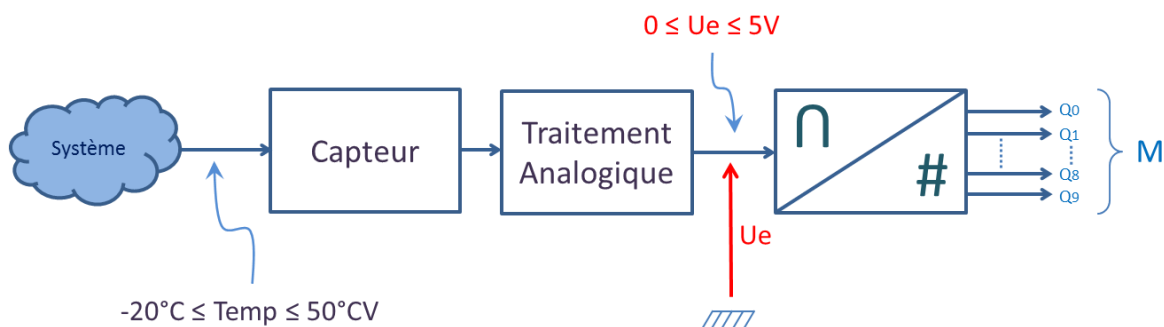 0 ≤ Ue ≤ 5V
Système
Capteur
Traitement
Analogique
∩
#
Q0
Q1
Q8
Q9
M
Ue
-20°C ≤ Temp ≤ 50°CV